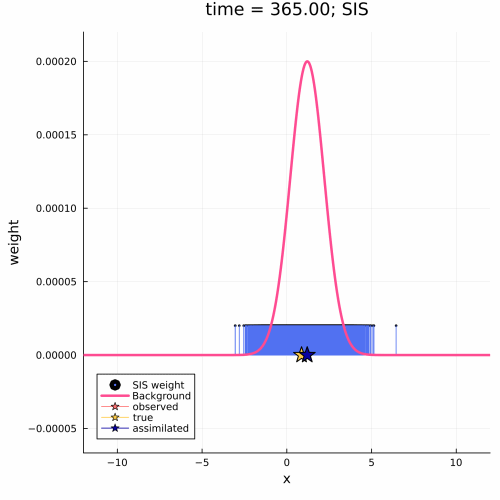 time = 365.00; SIS
weight
0.00020
0.00015
0.00010
0.00005
0.00000
−0.00005
SIS weight
Background
observed
true
assimilated
−10
−5
0
5
10
x